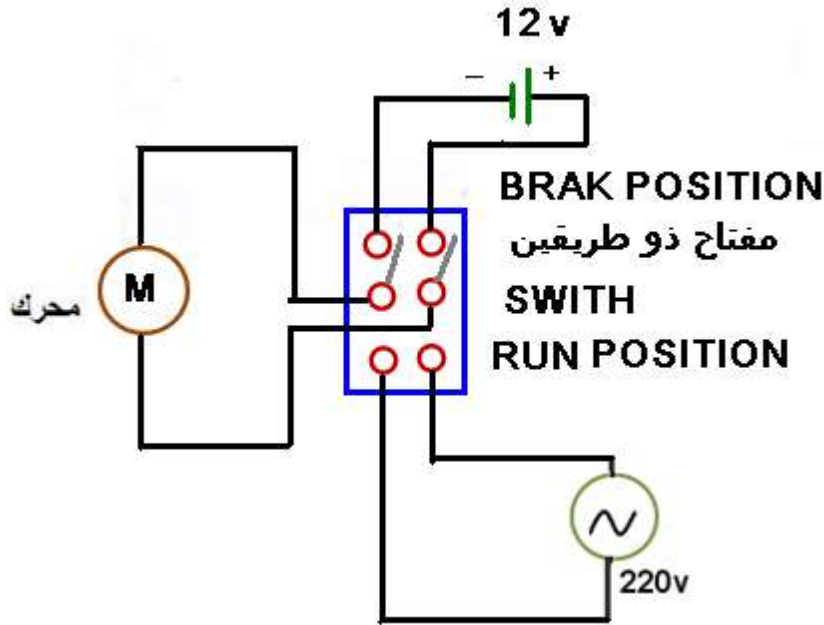 12 v
– +
BRAK POSITION
مفتاح ذو طريقين
M
محرك
SWITH
RUN POSITION
220v